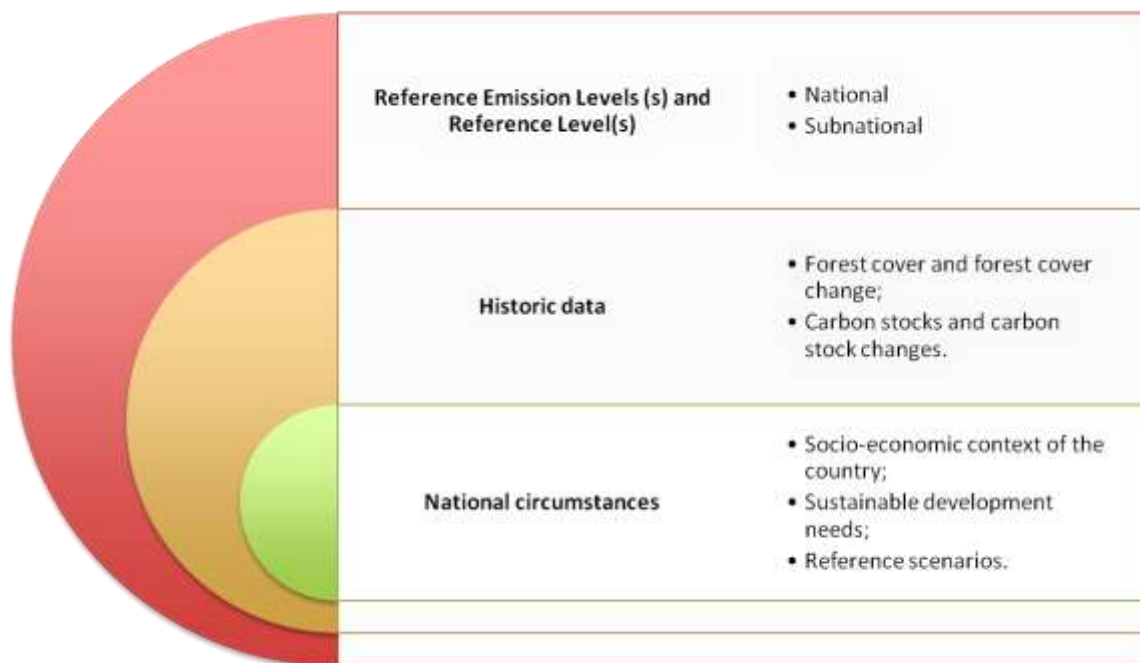 Reference Emission Levels (s) and
Reference Level(s)
• National
• Subnational
Historic data
• Forest cover and forest cover
change;
• Carbon stocks and carbon
stock changes.
National circumstances
• Socio-economic context of the
country;
• Sustainable development
needs;
• Reference scenarios.